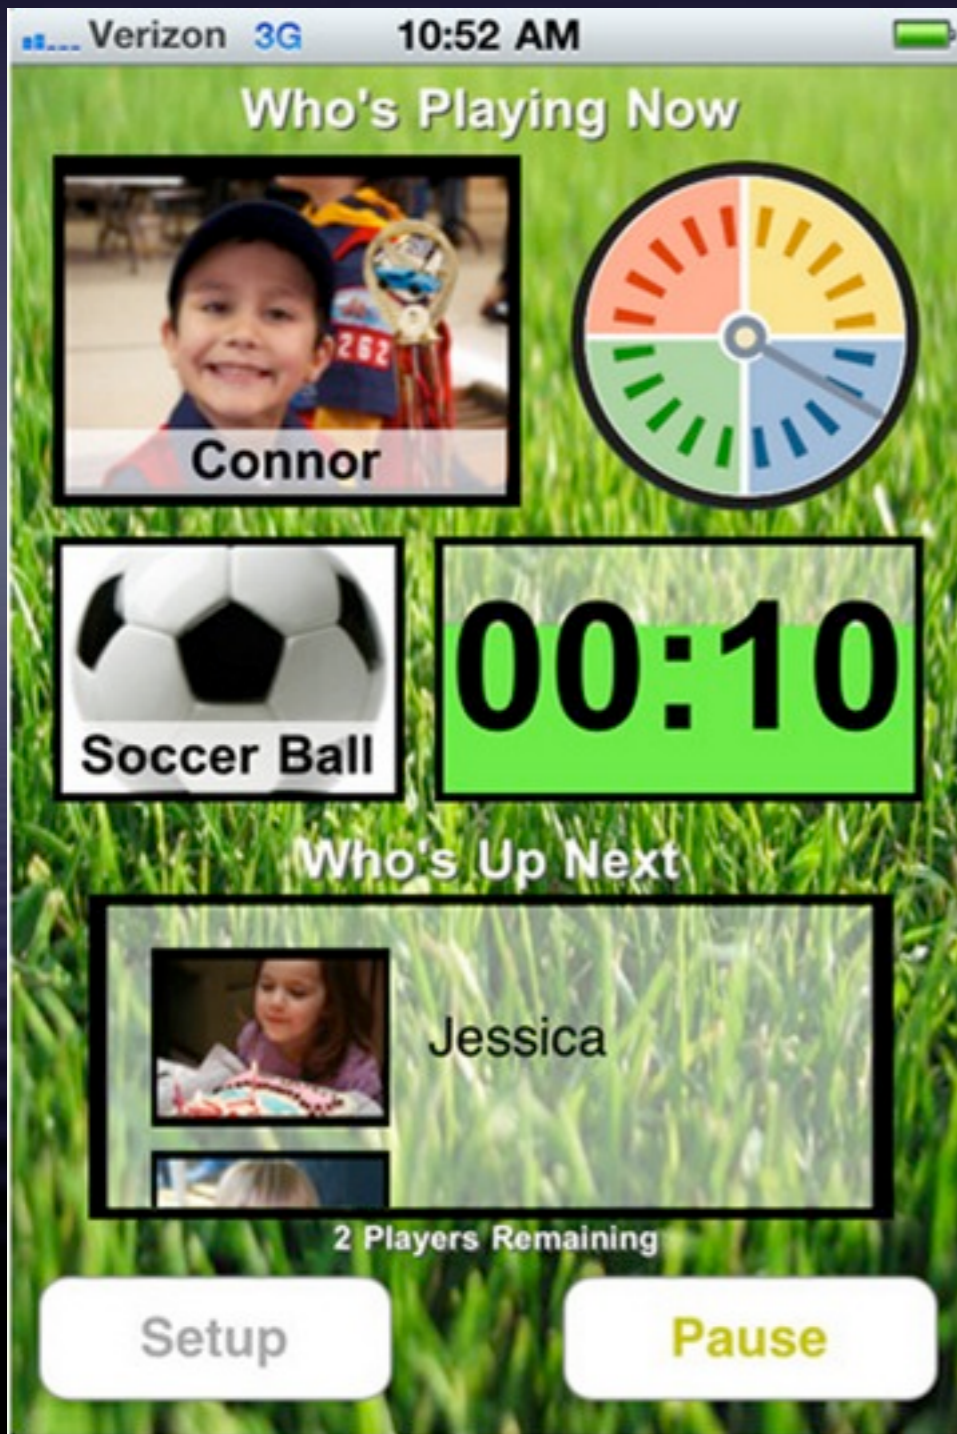 Verizon 3G 10:52 AM
Who's Playing Now
262
Connor
Soccer Ball
00:10
Who's Up Next
Jessica
2 Players Remaining
Setup
Pause